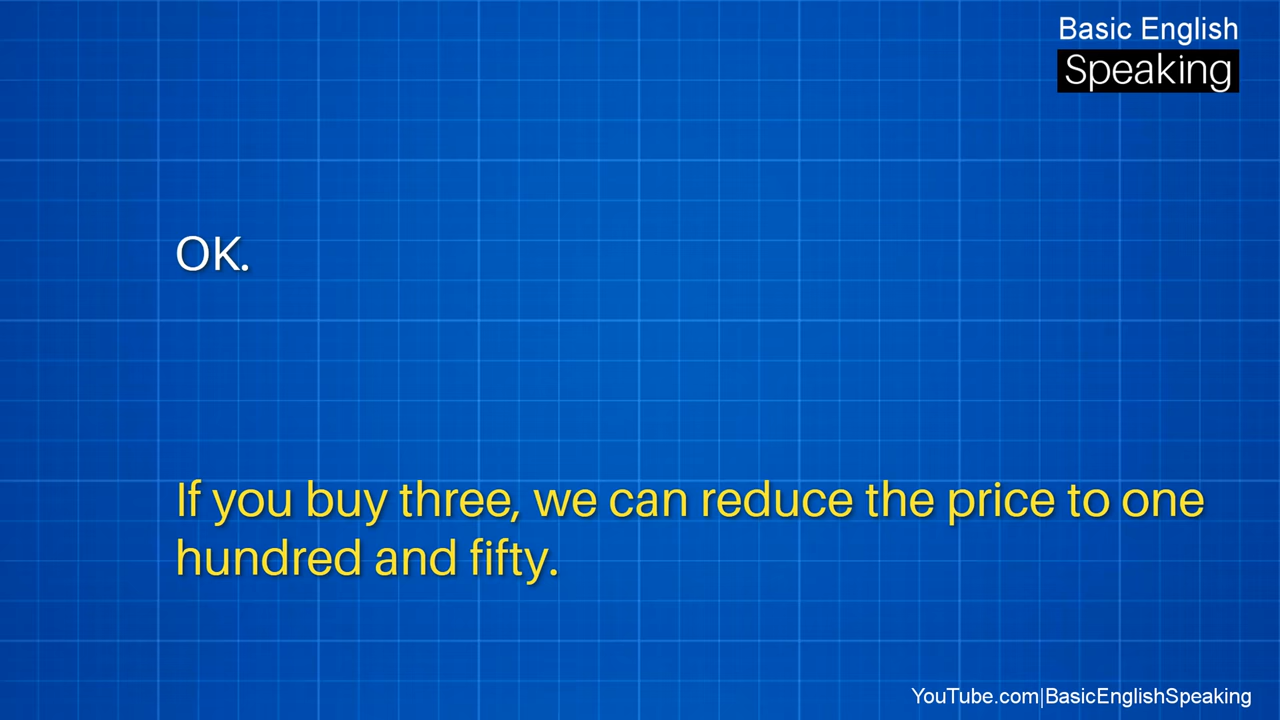 Basic English
Speaking
OK.
If you buy three, we can reduce the price to one
hundred and fifty.
YouTube.com|BasicEnglishSpeaking